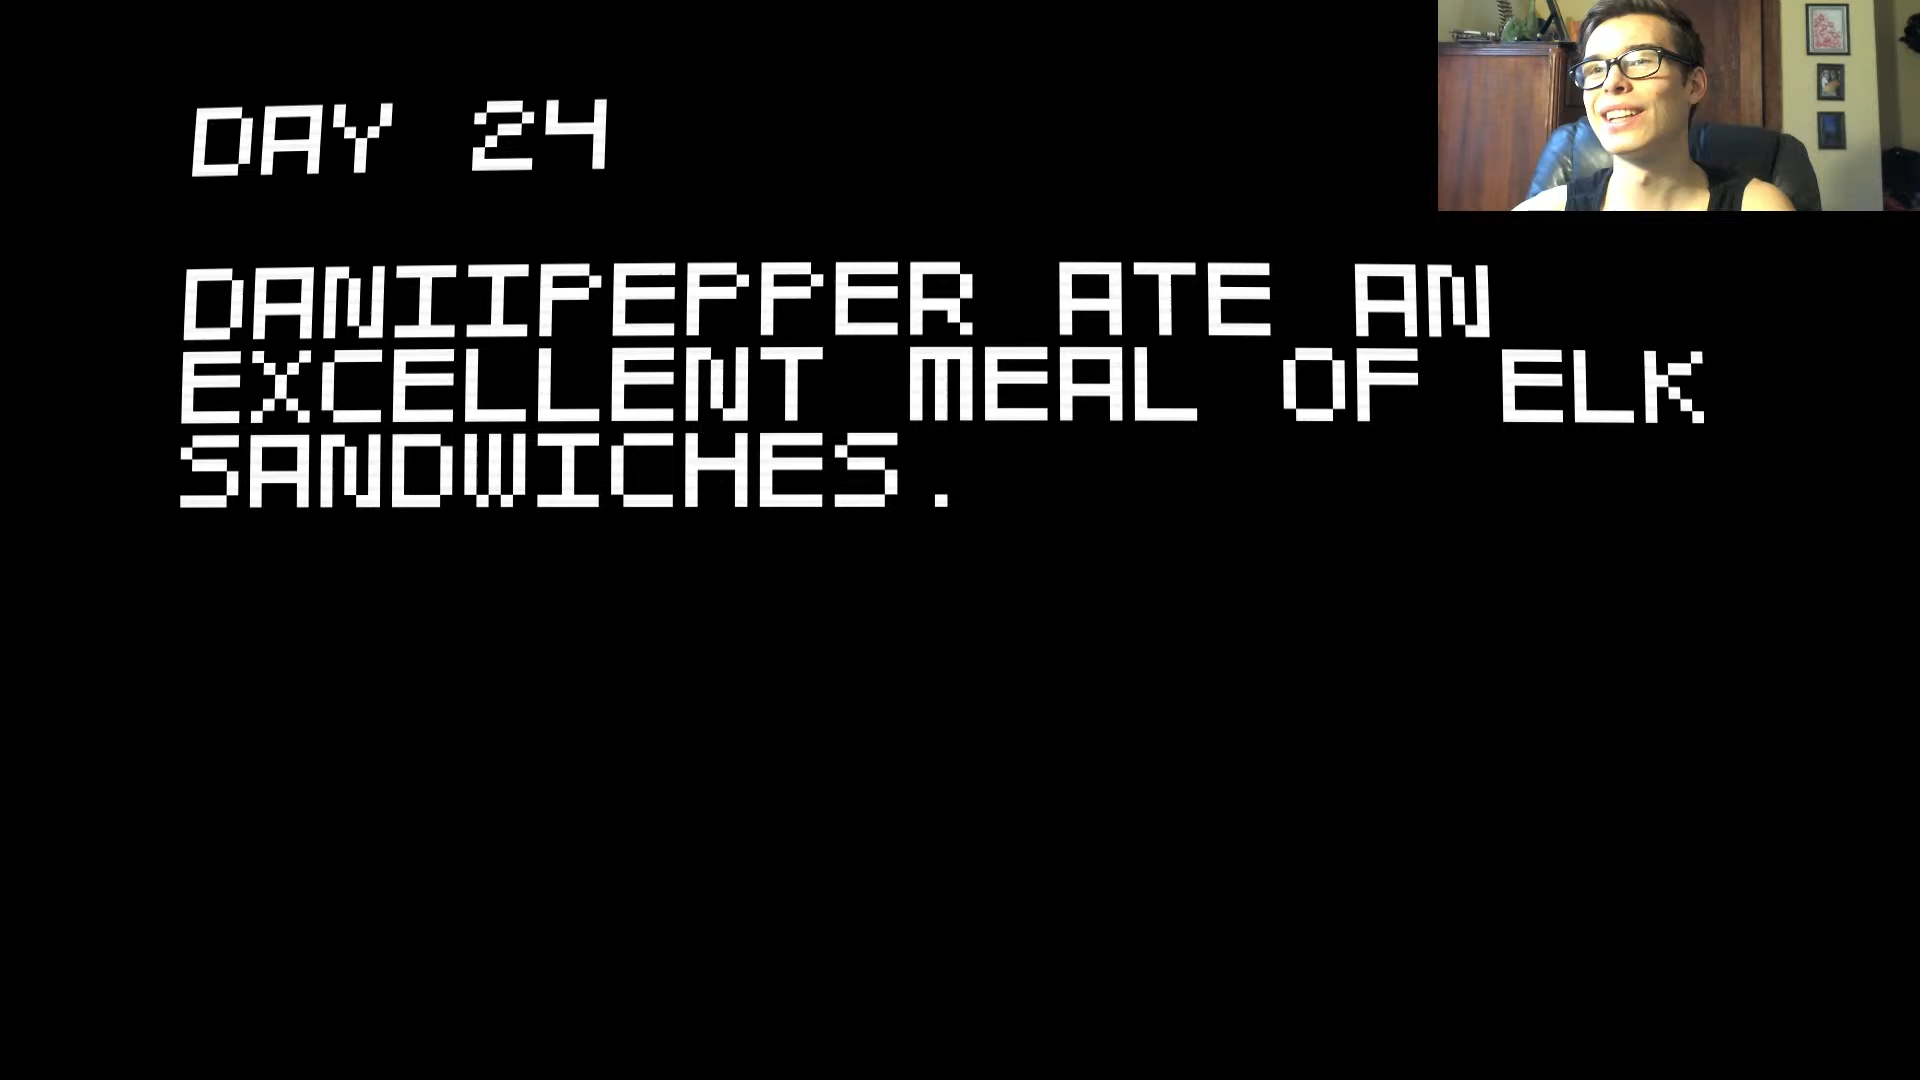 DAY 24
DANIIPEPPER ATE AN
EXCELLENT MEAL OF ELK
SANDWICHES.